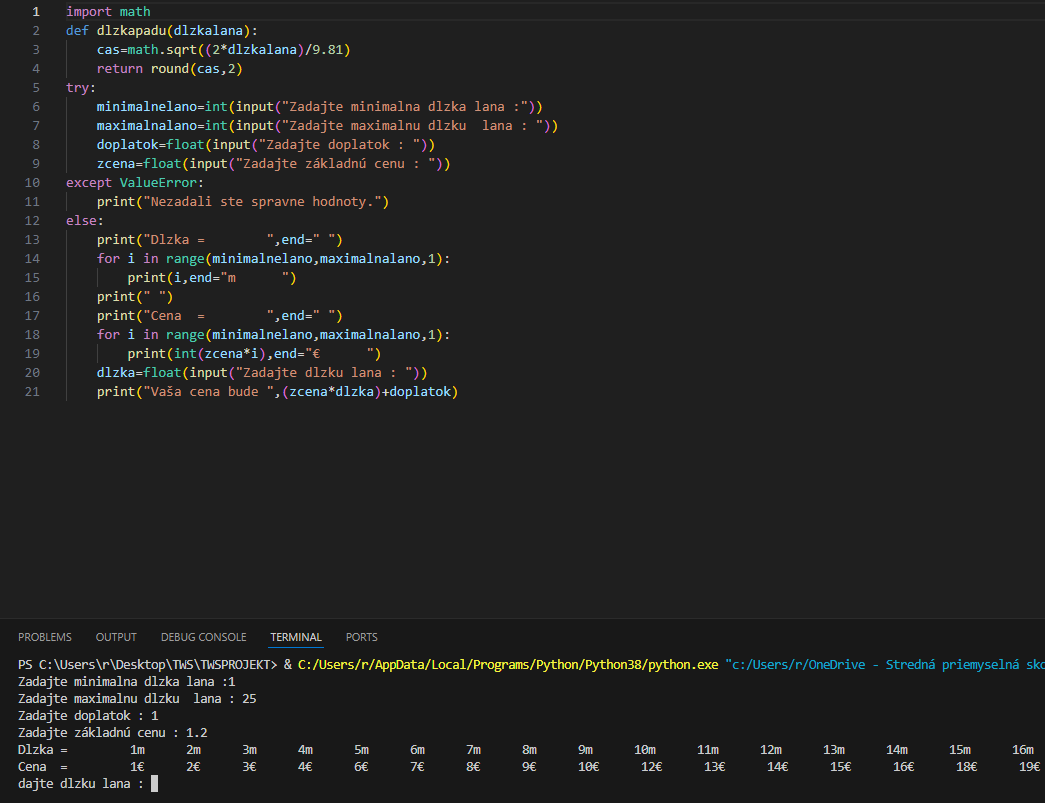 1 import math
2 def dlzkapadu(dlzkalana):
3     cas=math.sqrt((2*dlzkalana)/9.81)
4     return round(cas,2)
5 try:
6     minimalnelano=int(input("Zadajte minimalna dlzka lana :"))
7     maximalnalano=int(input("Zadajte maximalnu dlzku  lana : "))
8     doplatok=float(input("Zadajte doplatok : "))
9     zcena=float(input("Zadajte základnú cenu : "))
10 except ValueError:
11     print("Nezadali ste spravne hodnoty.")
12 else:
13     print("Dlzka =        ",end=" ")
14     for i in range(minimalnelano,maximalnalano,1):
15         print(i,end="m      ")
16     print(" ")
17     print("Cena  =        ",end=" ")
18     for i in range(minimalnelano,maximalnalano,1):
19         print(int(zcena*i),end="€      ")
20     dlzka=float(input("Zadajte dlzku lana : "))
21     print("Vaša cena bude ",(zcena*dlzka)+doplatok)
PROBLEMS OUTPUT DEBUG CONSOLE TERMINAL PORTS
PS C:\Users\r\Desktop\TWS\TWSPROJEKT> & C:/Users/r/AppData/Local/Programs/Python/Python38/python.exe "c:/Users/r/OneDrive - Stredná priemyselná sko
Zadajte minimalna dlzka lana :1
Zadajte maximalnu dlzku  lana : 25
Zadajte doplatok : 1
Zadajte základnú cenu : 1.2
Dlzka =         1m      2m      3m      4m      5m      6m      7m      8m      9m      10m      11m      12m      13m      14m      15m      16m
Cena  =         1€      2€      3€      4€      6€      7€      8€      9€      10€      12€      13€      14€      15€      16€      18€      19€
dajte dlzku lana :